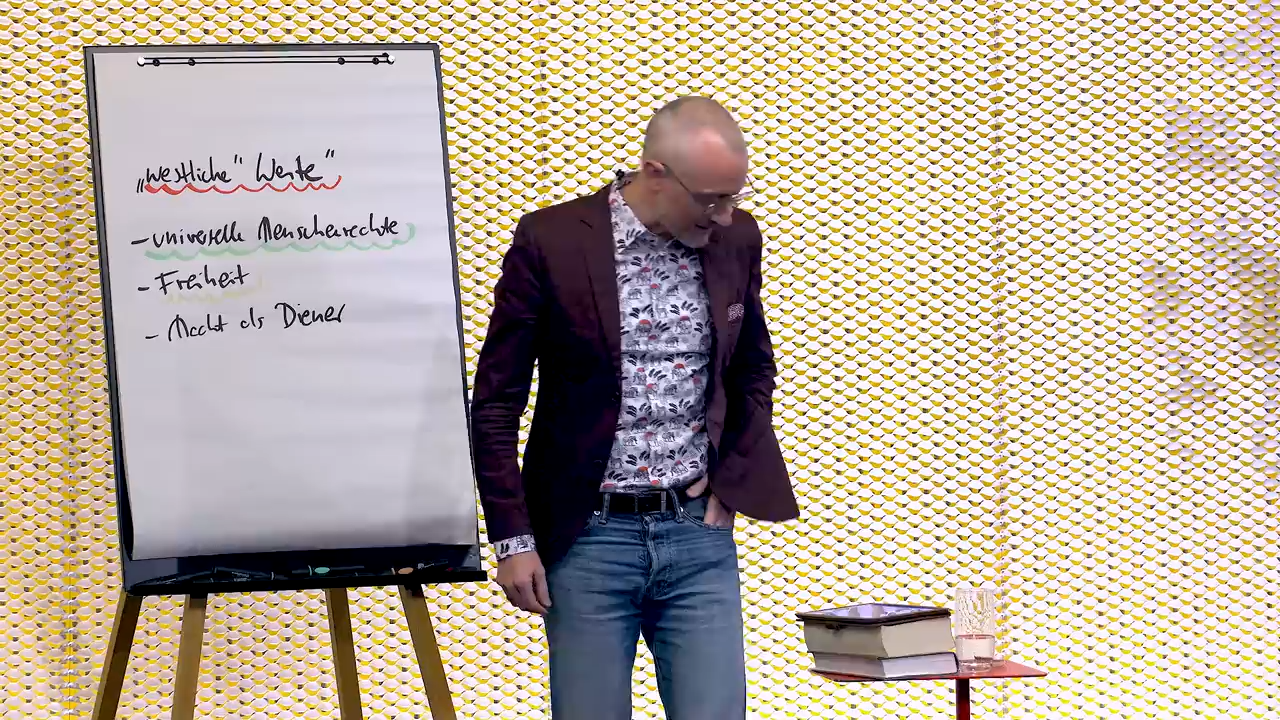 „westliche" Werte"
- universelle Menschenrechte
- Freiheit
- Macht als Diener